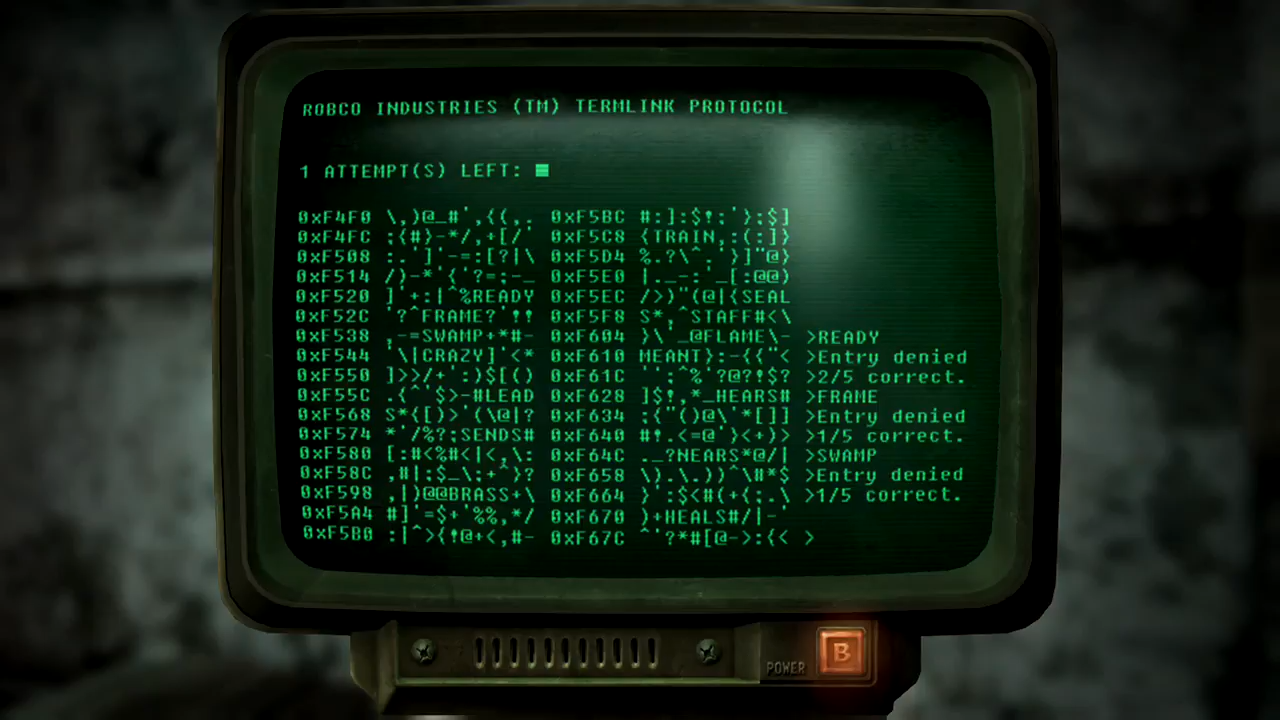 ROBCO INDUSTRIES (TM) TERMLINK PROTOCOL
1 ATTEMPT(S) LEFT:
0xF4F0 \,)@_#',{(,. 0xF5BC #:]:$!:'}:$]
0xF4FC :{#}-*/,+[/' 0xF5C8 {TRAIN,:(:]}
0xF508 :.']'-=:[?|\ 0xF5D4 %.?\^.'}]"@}
0xF514 /)-*'{'?=;-_ 0xF5E0 |._-:'_[:@@)
0xF520 ]'+:|^%READY 0xF5EC />)"(@|{SEAL
0xF52C '?^FRAME?'!! 0xF5F8 S*,^STAFF#<\
0xF538 ,-=SWAMP+*#- 0xF604 }\'_@FLAME\- >READY
0xF544 '\|CRAZY]'<* 0xF610 MEANT}:-{{"< >Entry denied
0xF550 ]>>/+':)$[() 0xF61C '';^%'?@?!$? >2/5 correct.
0xF55C .{^'$>-#LEAD 0xF628 ]$!,*_HEARS# >FRAME
0xF568 S*{[)>'(\@|? 0xF634 :{"()@\'*[]] >Entry denied
0xF574 *'/%?;SENDS# 0xF640 #!.<=@'}<+)> >1/5 correct.
0xF580 [:#<%#<|<,\: 0xF64C ._?NEARS*@/| >SWAMP
0xF58C ,#|;$_\:+^}? 0xF658 \).\.))^\#*$ >Entry denied
0xF598 ,|)@@BRASS+\ 0xF664 }':$<#(+{;.\ >1/5 correct.
0xF5A4 #]'=$+'%%,*/ 0xF670 )+HEALS#/|-'
0xF5B0 :|^>{!@+<,#- 0xF67C ^'?*#[@->:{< >
POWER
B